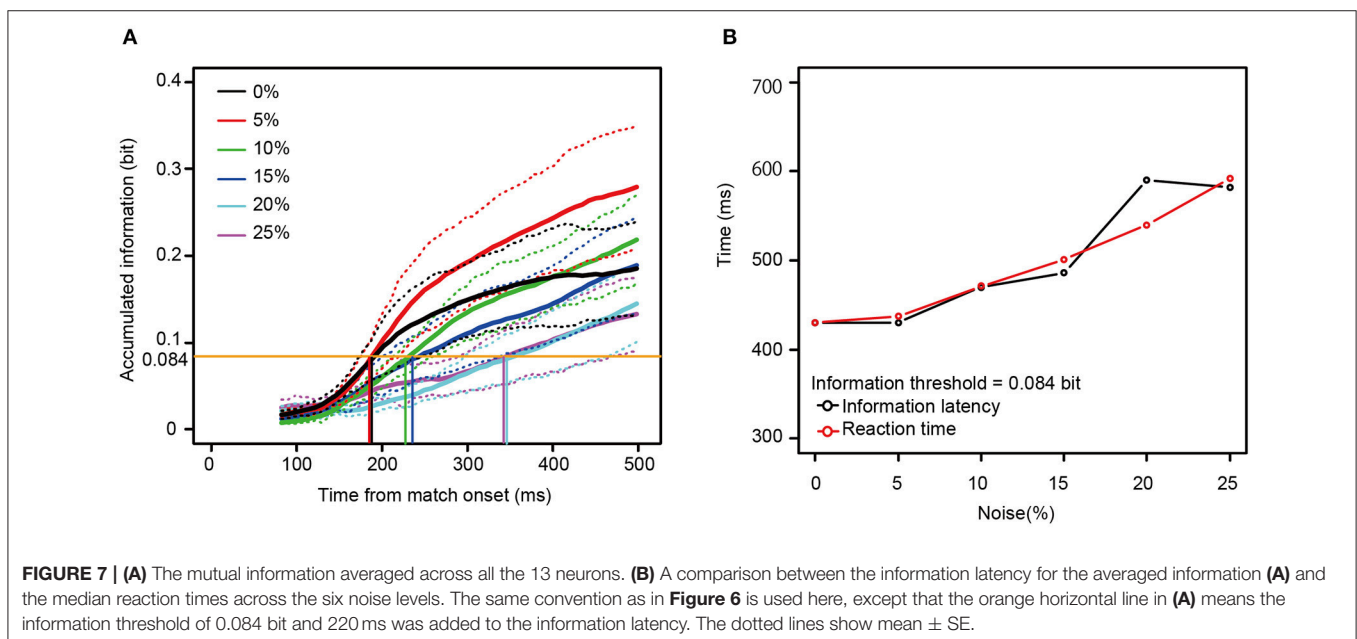 A
Accumulated information (bit)
0.4
0.3
0.2
0.1
0.084
0
0%
5%
10%
15%
20%
25%
0 100 200 300 400 500
Time from match onset (ms)
B
Time (ms)
700
600
500
400
300
Information threshold = 0.084 bit
Information latency
Reaction time
0 5 10 15 20 25
Noise(%)
FIGURE 7 | (A) The mutual information averaged across all the 13 neurons. (B) A comparison between the information latency for the averaged information (A) and
the median reaction times across the six noise levels. The same convention as in Figure 6 is used here, except that the orange horizontal line in (A) means the
information threshold of 0.084 bit and 220 ms was added to the information latency. The dotted lines show mean ± SE.